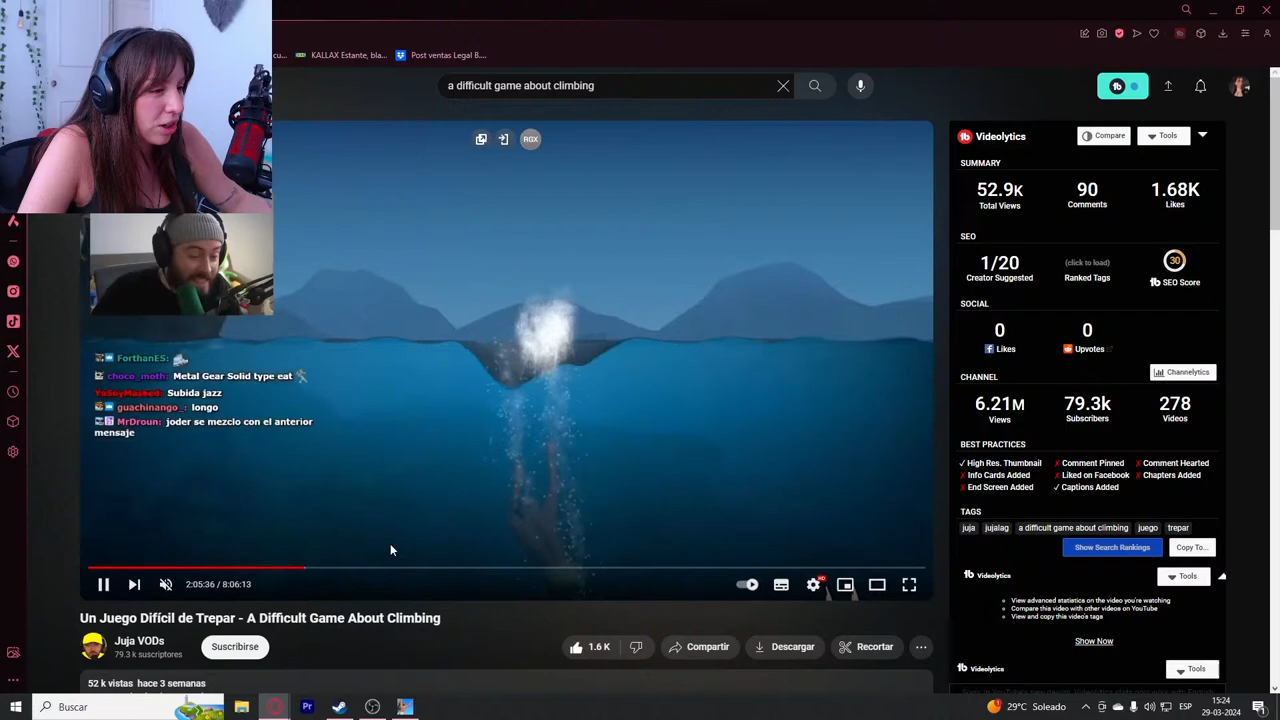 cu...
KALLAX Estante, bla...
Post ventas Legal B...
a difficult game about climbing
RGX
ForthanES:
choco_moth: Metal Gear Solid type eat
YoSoyMasked: Subida jazz
guachinango_: longo
MrDroun: joder se mezclo con el anterior
mensaje
2:05:36 / 8:06:13
HD
Un Juego Difícil de Trepar - A Difficult Game About Climbing
Juja VODs
79.3 k suscriptores
Suscribirse
1.6 K
Compartir
Descargar
Recortar
52 k vistas hace 3 semanas
tb
Videolytics
Compare
Tools
SUMMARY
52.9K
90
1.68K
Total Views
Comments
Likes
SEO
1/20
(click to load)
30
Creator Suggested
Ranked Tags
tb SEO Score
SOCIAL
0
0
Likes
Upvotes
Channelytics
CHANNEL
6.21M
79.3k
278
Views
Subscribers
Videos
BEST PRACTICES
✓ High Res. Thumbnail
✗ Comment Pinned
✗ Comment Hearted
✗ Info Cards Added
✗ Liked on Facebook
✗ Chapters Added
✗ End Screen Added
✓ Captions Added
TAGS
juja
jujalag
a difficult game about climbing
juego
trepar
Show Search Rankings
Copy To...
Videolytics
Tools
View advanced statistics on the video you're watching
Compare this video with other videos on YouTube
View and copy this video's tags
Show Now
Videolytics
Tools
Buscar
29°C Soleado
ESP
15:24
29-03-2024